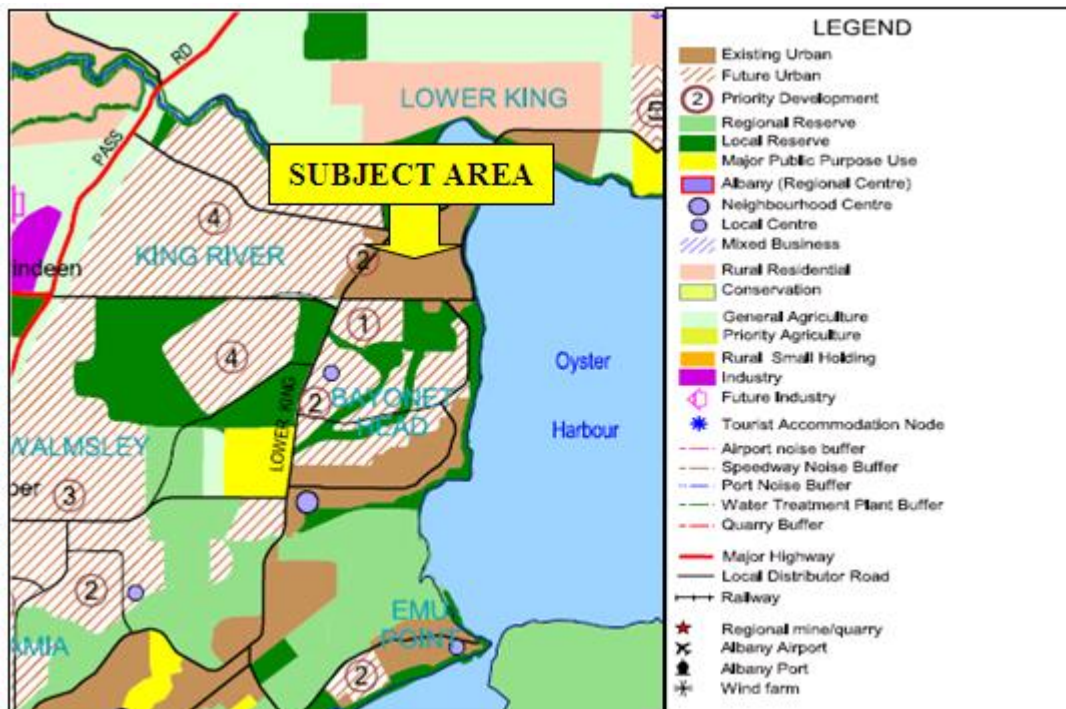 RD
PASS
LOWER KING
5
SUBJECT AREA
4
KING RIVER
2
indeen
1
4
Oyster
Harbour
2
BAYONET
HEAD
LOWER KING
WALMSLEY
per
3
2
EMU
POINT
AMIA
2
LEGEND
Existing Urban
Future Urban
2 Priority Development
Regional Reserve
Local Reserve
Major Public Purpose Use
Albany (Regional Centre)
Neighbourhood Centre
Local Centre
Mixed Business
Rural Residential
Conservation
General Agriculture
Priority Agriculture
Rural Small Holding
Industry
Future Industry
Tourist Accommodation Node
Airport noise buffer
Speedway Noise Buffer
Port Noise Buffer
Water Treatment Plant Buffer
Quarry Buffer
Major Highway
Local Distributor Road
Railway
Regional mine/quarry
Albany Airport
Albany Port
Wind farm